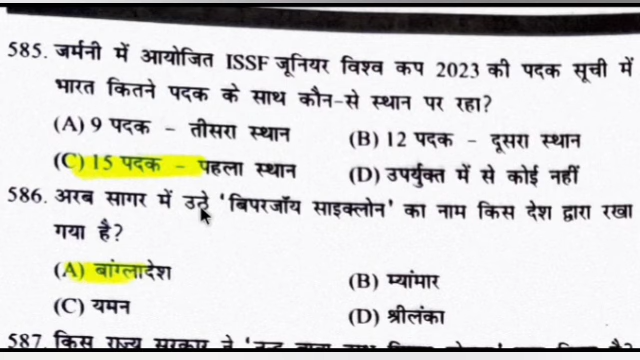 585. जर्मनी में आयोजित ISSF जूनियर विश्व कप 2023 की पदक सूची में
भारत कितने पदक के साथ कौन-से स्थान पर रहा?
(A) 9 पदक – तीसरा स्थान (B) 12 पदक - दूसरा स्थान
(C) 15 पदक – पहला स्थान (D) उपर्युक्त में से कोई नहीं
586. अरब सागर में उठे ‘बिपरजॉय साइक्लोन’ का नाम किस देश द्वारा रखा
गया है?
(A) बांग्लादेश (B) म्यांमार
(C) यमन (D) श्रीलंका
587. किस राज्य सरकार ने